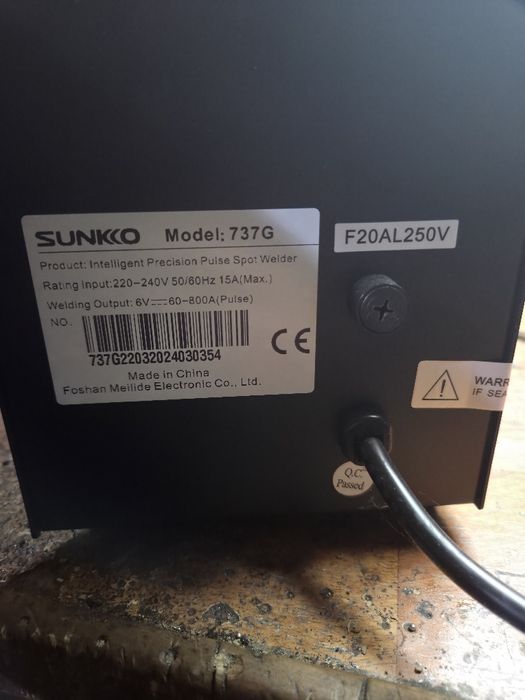 SUNKKO Model: 737G
Product: Intelligent Precision Pulse Spot Welder
Rating Input:220-240V 50/60Hz 15A(Max.)
Welding Output: 6V⎓60-800A(Pulse)
NO.
737G22032024030354
CE
Made in China
Foshan Meilide Electronic Co., Ltd.
F20AL250V
WARR
IF SEA
Q.C.
Passed